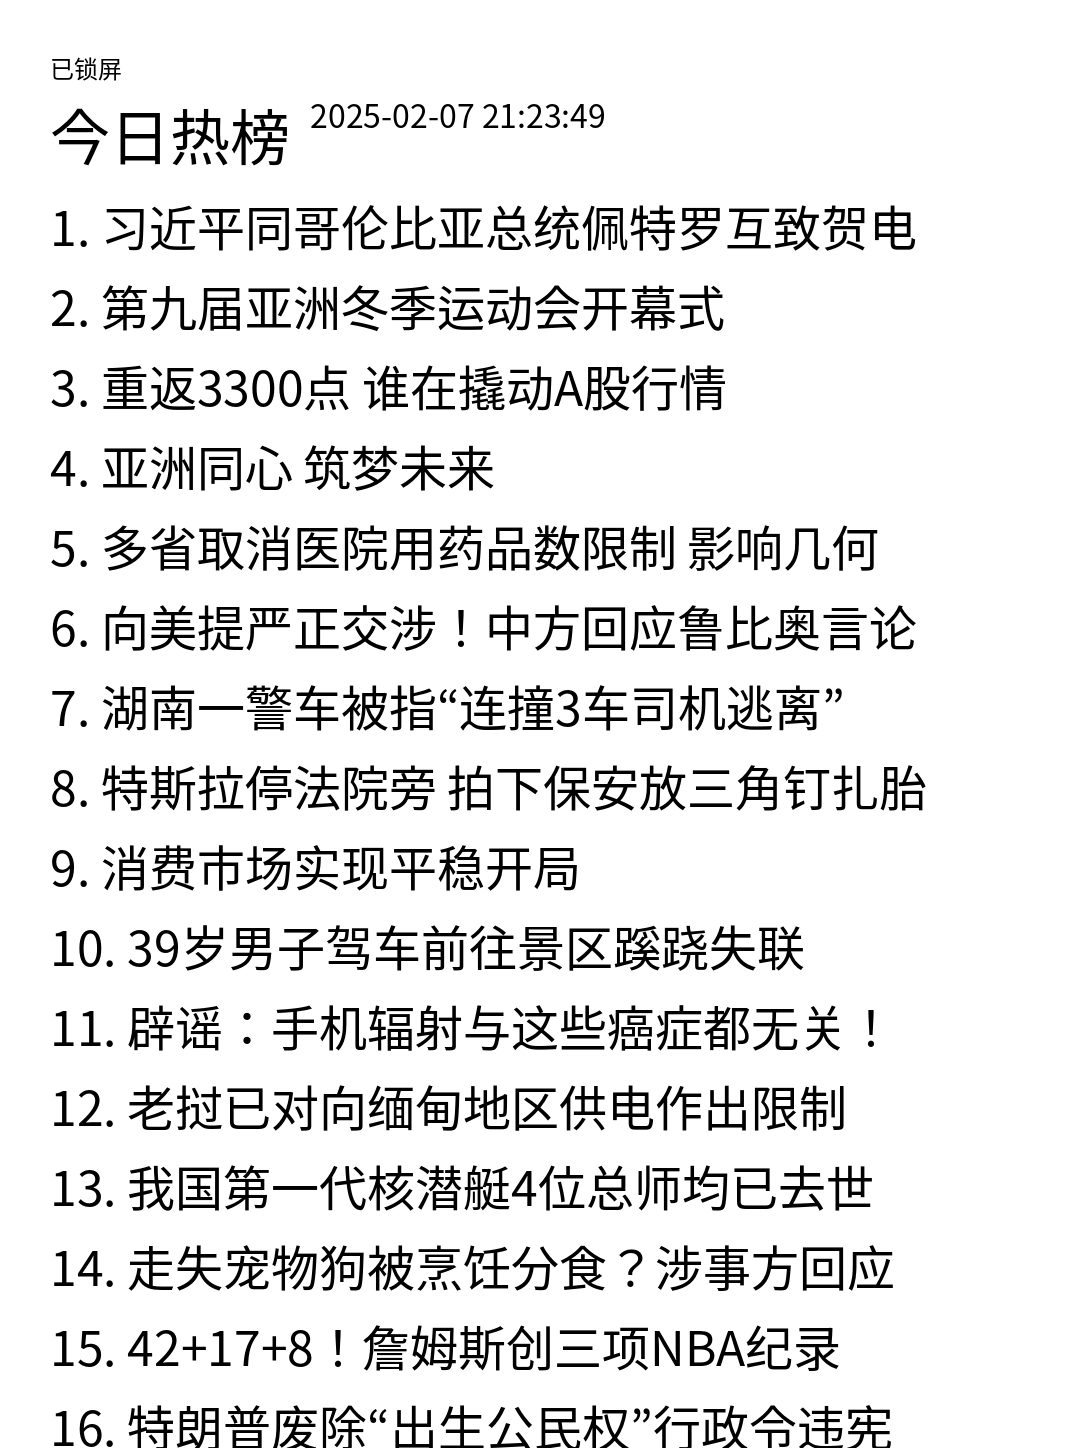 已锁屏
今日热榜 2025-02-07 21:23:49
1. 习近平同哥伦比亚总统佩特罗互致贺电
2. 第九届亚洲冬季运动会开幕式
3. 重返3300点 谁在撬动A股行情
4. 亚洲同心 筑梦未来
5. 多省取消医院用药品数限制 影响几何
6. 向美提严正交涉！中方回应鲁比奥言论
7. 湖南一警车被指“连撞3车司机逃离”
8. 特斯拉停法院旁 拍下保安放三角钉扎胎
9. 消费市场实现平稳开局
10. 39岁男子驾车前往景区蹊跷失联
11. 辟谣：手机辐射与这些癌症都无关！
12. 老挝已对向缅甸地区供电作出限制
13. 我国第一代核潜艇4位总师均已去世
14. 走失宠物狗被烹饪分食？涉事方回应
15. 42+17+8！詹姆斯创三项NBA纪录
16. 特朗普废除“出生公民权”行政令违宪